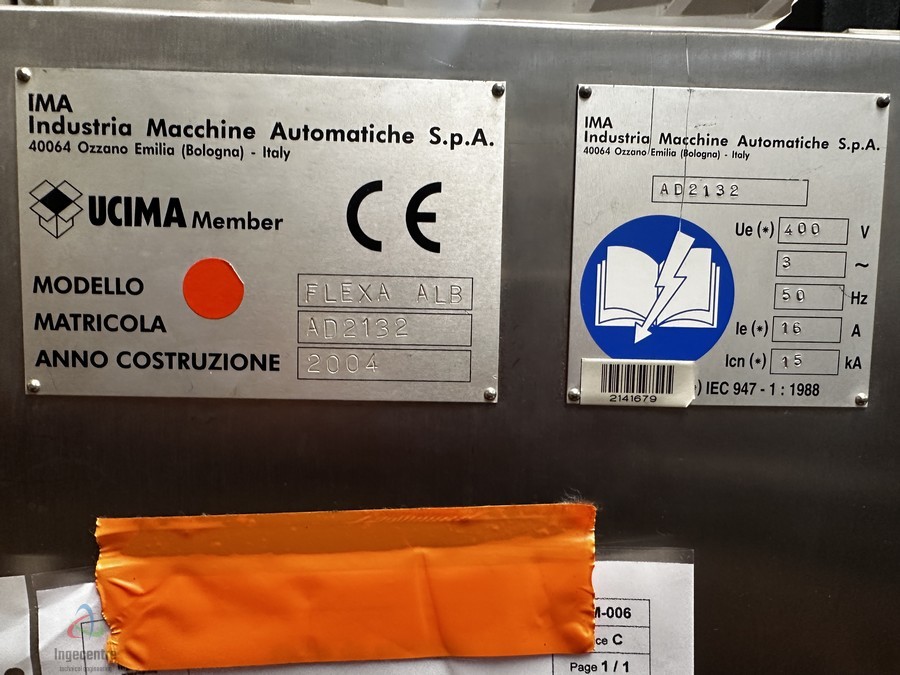 IMA
Industria Macchine Automatiche S.p.A.
40064 Ozzano Emilia (Bologna) - Italy
UCIMA Member
CE
MODELLO FLEXA ALB
MATRICOLA AD2132
ANNO COSTRUZIONE 2004
IMA
Industria Macchine Automatiche S.p.A.
40064 Ozzano Emilia (Bologna) - Italy
AD2132
Ue (*) 400 V
3 ~
50 Hz
Ie (*) 16 A
Icn (*) 15 kA
) IEC 947 - 1 : 1988
2141679
M-006
ce C
Page 1 / 1
Ingecentre